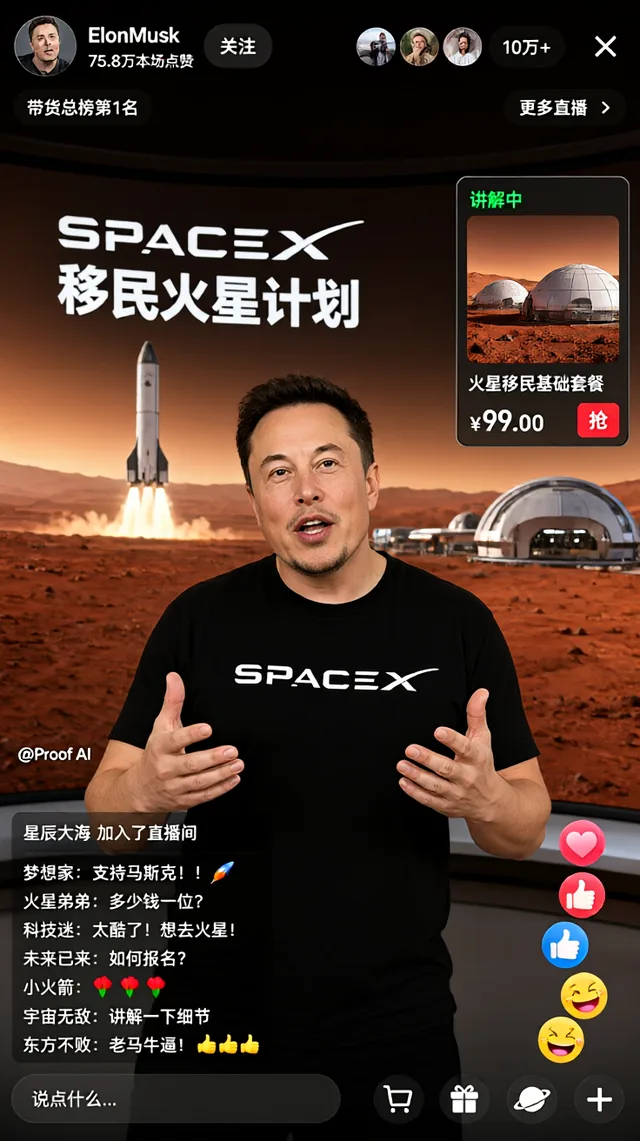 ElonMusk
75.8万本场点赞
关注
10万+
带货总榜第1名
更多直播
SPACEX
移民火星计划
讲解中
火星移民基础套餐
¥99.00
抢
SPACEX
@Proof AI
星辰大海 加入了直播间
梦想家：支持马斯克！！
火星弟弟：多少钱一位？
科技迷：太酷了！想去火星！
未来已来：如何报名？
小火箭：
宇宙无敌：讲解一下细节
东方不败：老马牛逼！
说点什么...